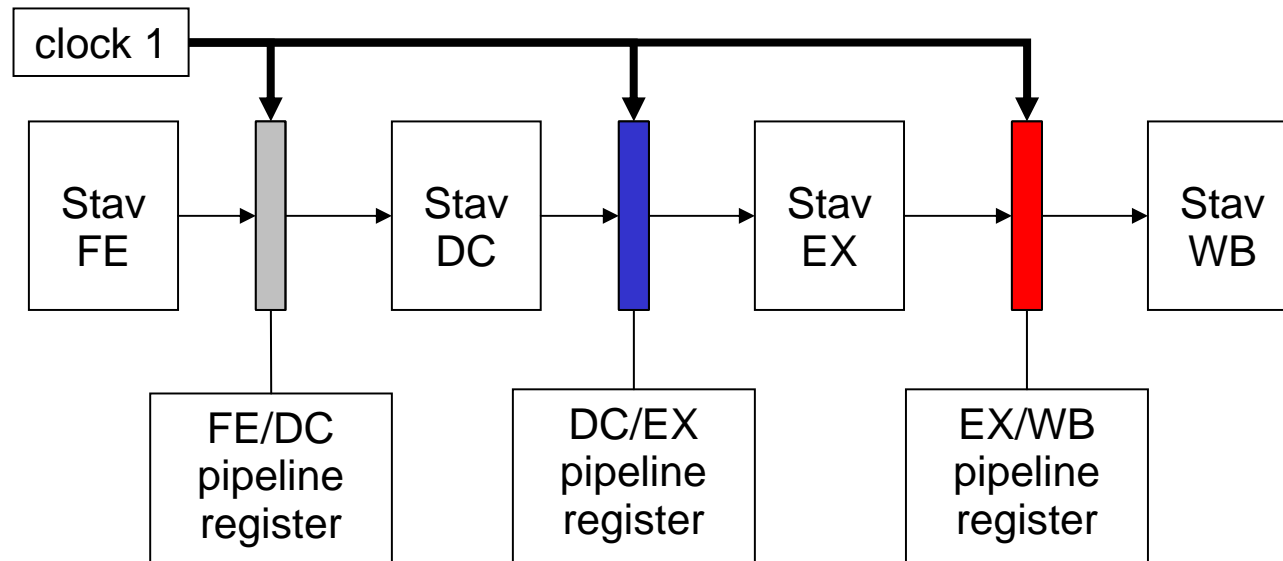 clock 1
Stav
FE
Stav
DC
Stav
EX
Stav
WB
FE/DC
pipeline
register
DC/EX
pipeline
register
EX/WB
pipeline
register